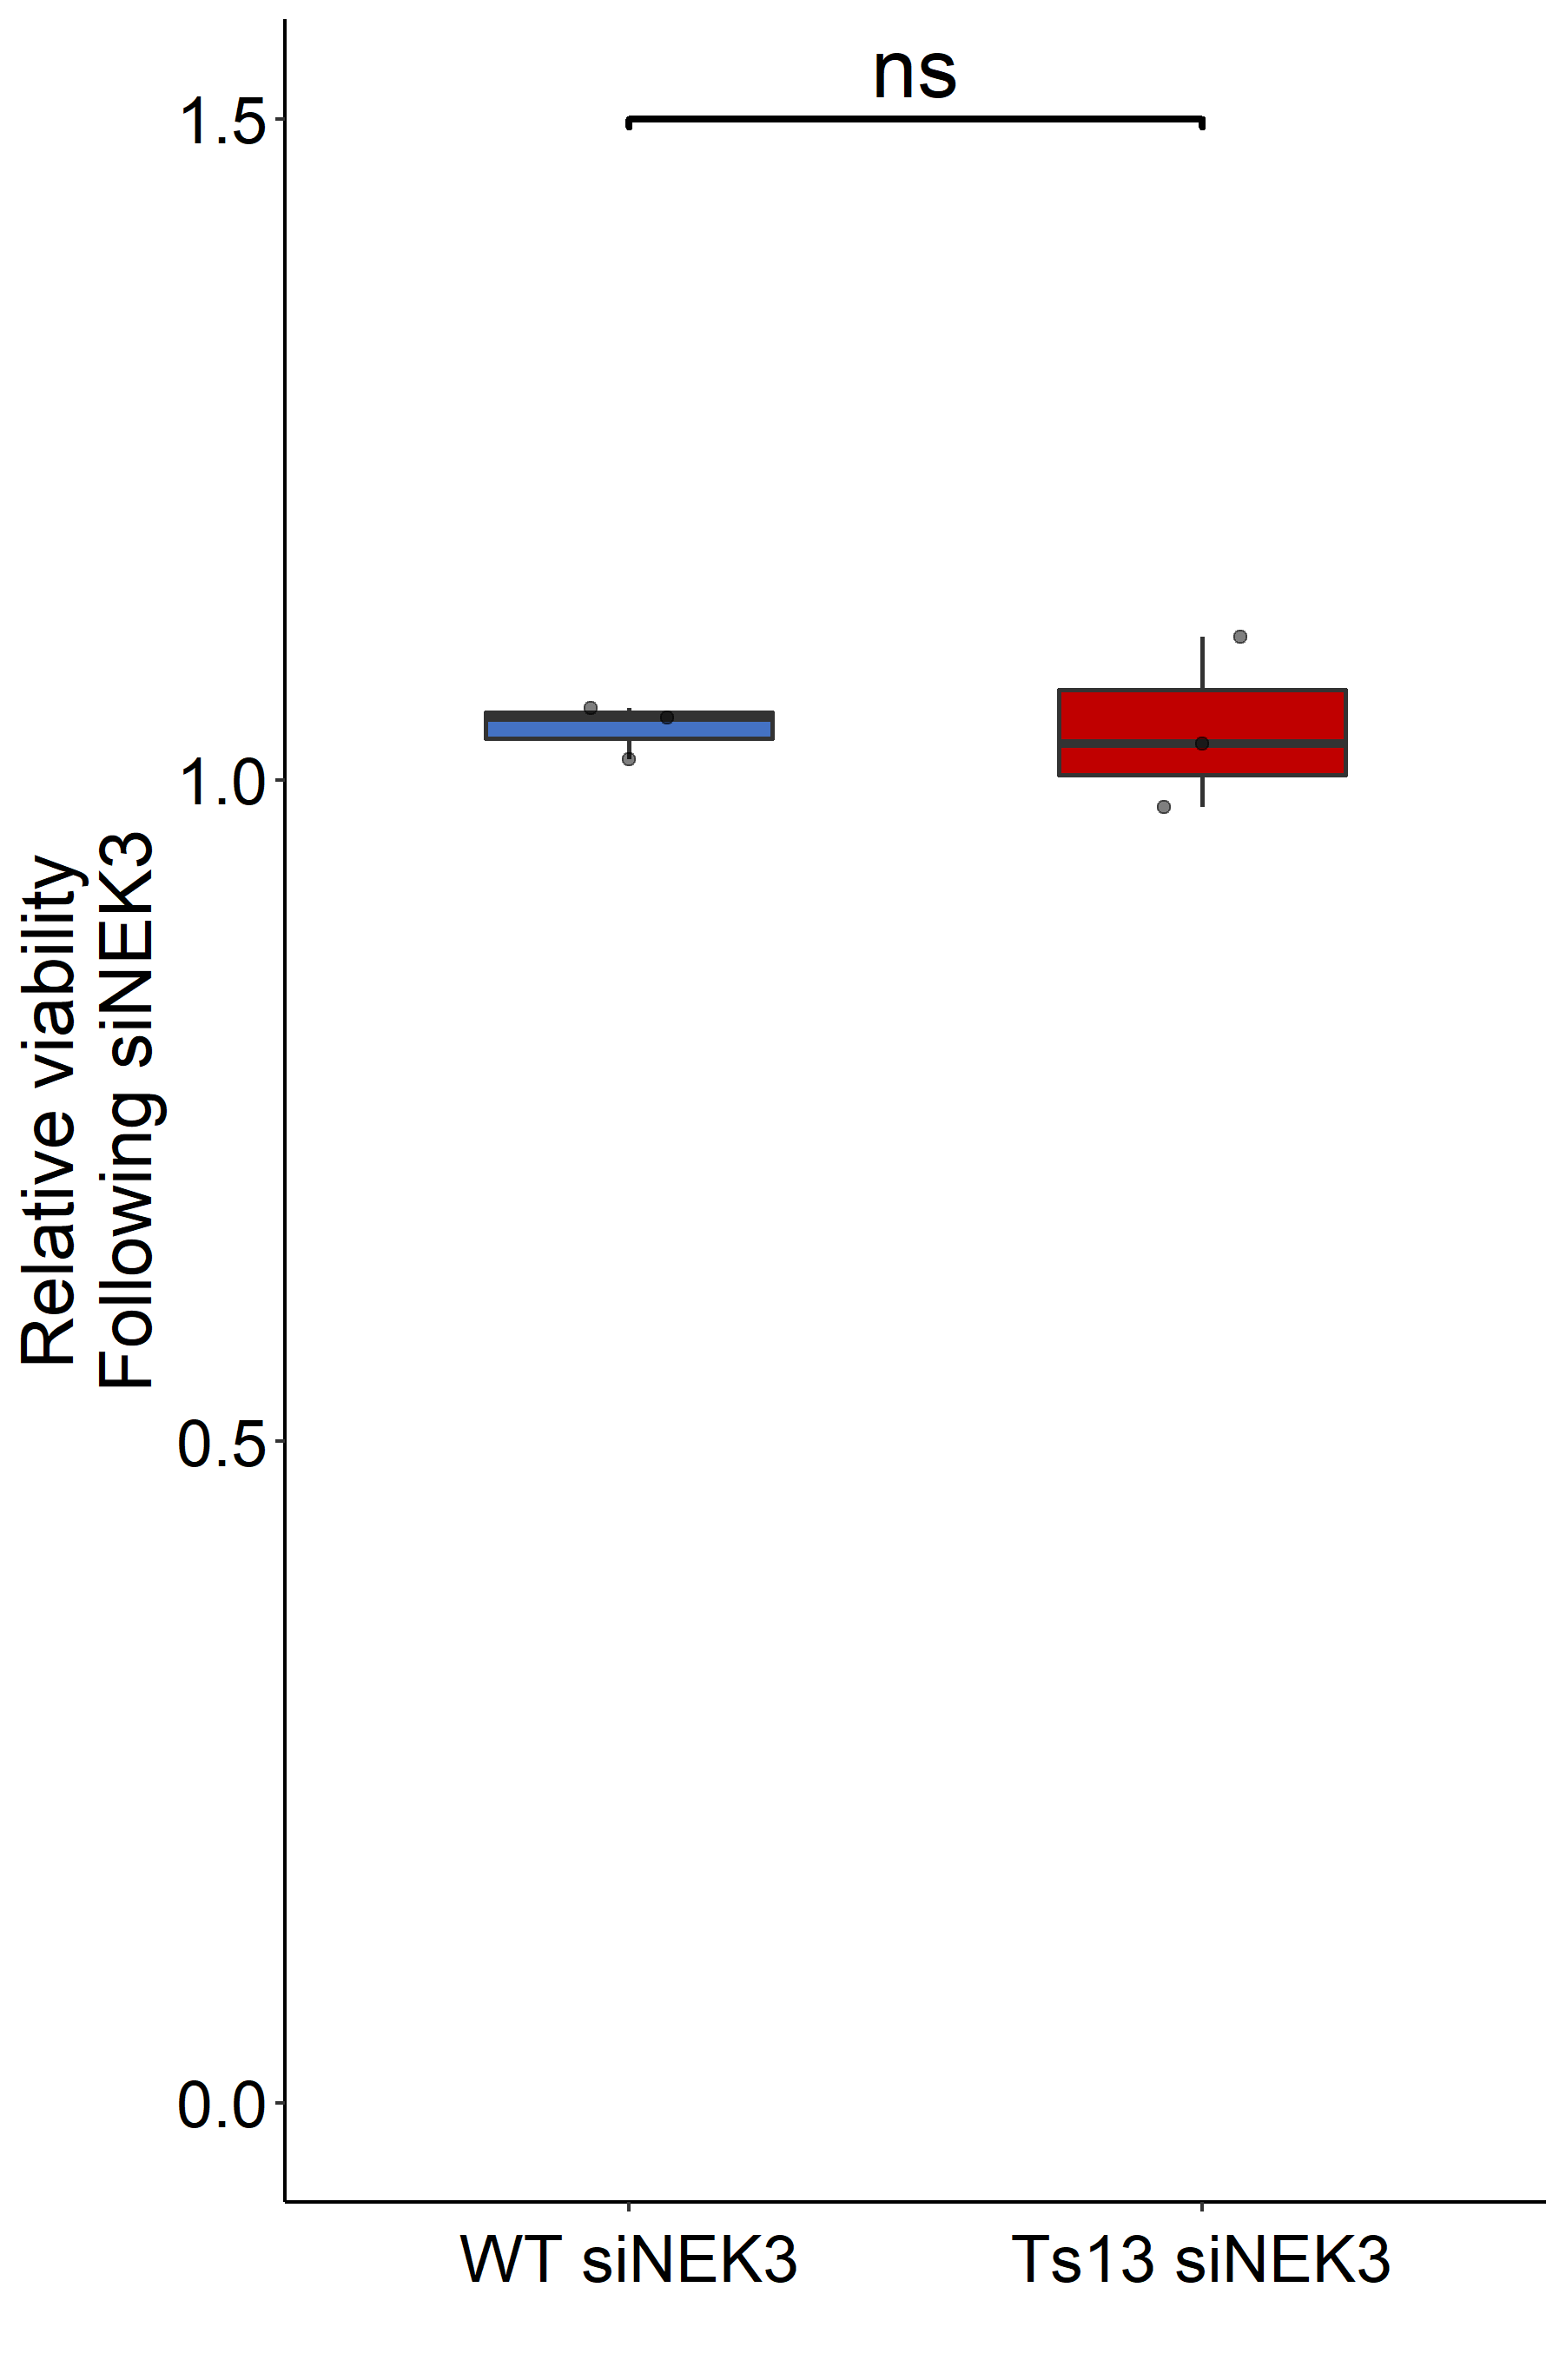 ns
1.5
1.0
0.5
0.0
Relative viability
Following siNEK3
WT siNEK3
Ts13 siNEK3